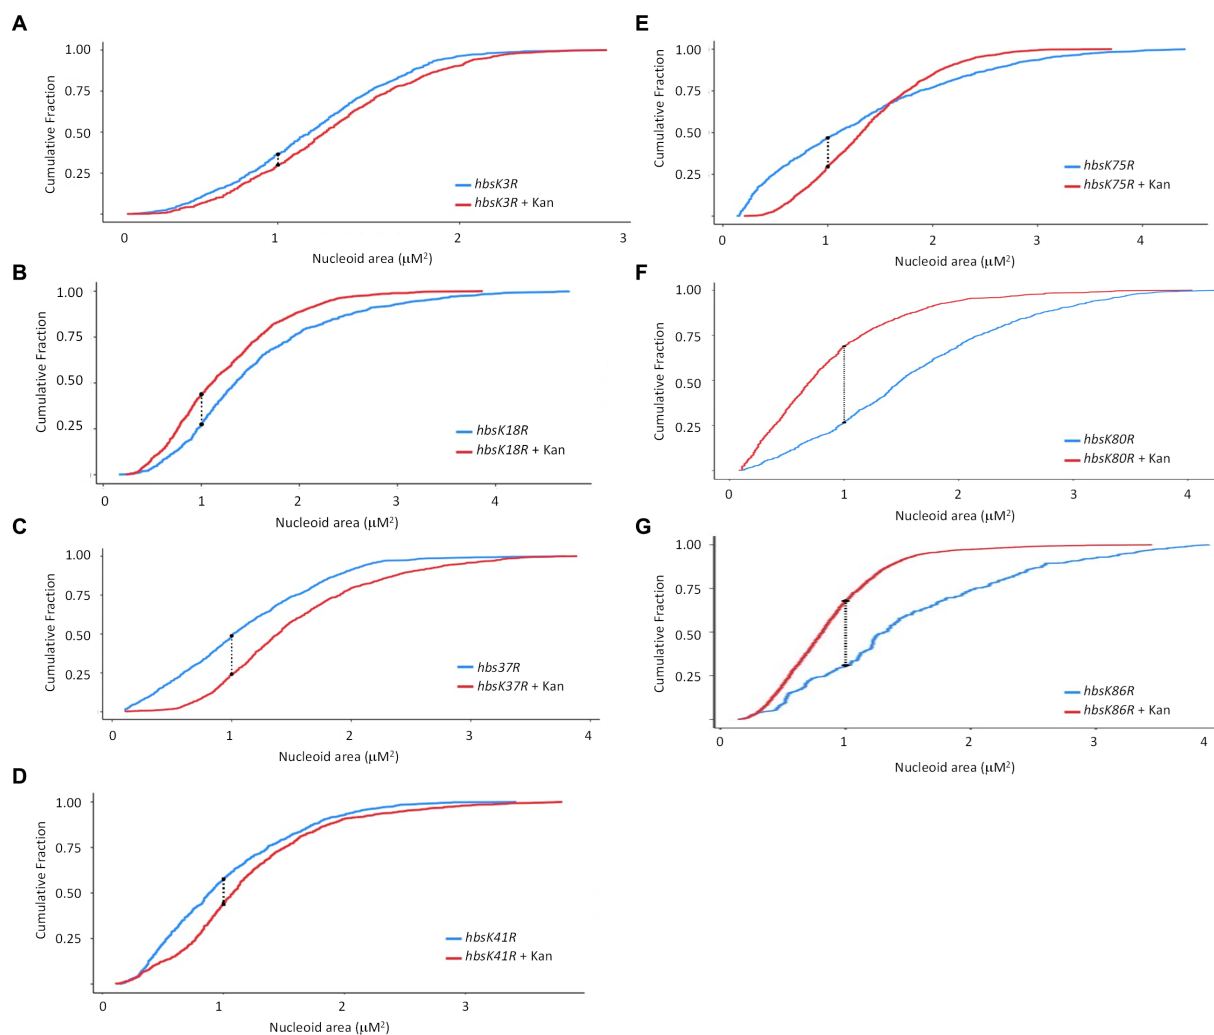 A
Cumulative Fraction
1.00
0.75
0.50
0.25
hbsK3R
hbsK3R + Kan
0 1 2 3
Nucleoid area (μM²)
B
Cumulative Fraction
1.00
0.75
0.50
0.25
hbsK18R
hbsK18R + Kan
0 1 2 3 4
Nucleoid area (μM²)
C
Cumulative Fraction
1.00
0.75
0.50
0.25
hbs37R
hbsK37R + Kan
0 1 2 3 4
Nucleoid area (μM²)
D
Cumulative Fraction
1.00
0.75
0.50
0.25
hbsK41R
hbsK41R + Kan
0 1 2 3
Nucleoid area (μM²)
E
Cumulative Fraction
1.00
0.75
0.50
0.25
hbsK75R
hbsK75R + Kan
0 1 2 3 4
Nucleoid area (μM²)
F
Cumulative Fraction
1.00
0.75
0.50
0.25
hbsK80R
hbsK80R + Kan
0 1 2 3 4
Nucleoid area (μM²)
G
Cumulative Fraction
1.00
0.75
0.50
0.25
hbsK86R
hbsK86R + Kan
0 1 2 3 4
Nucleoid area (μM²)